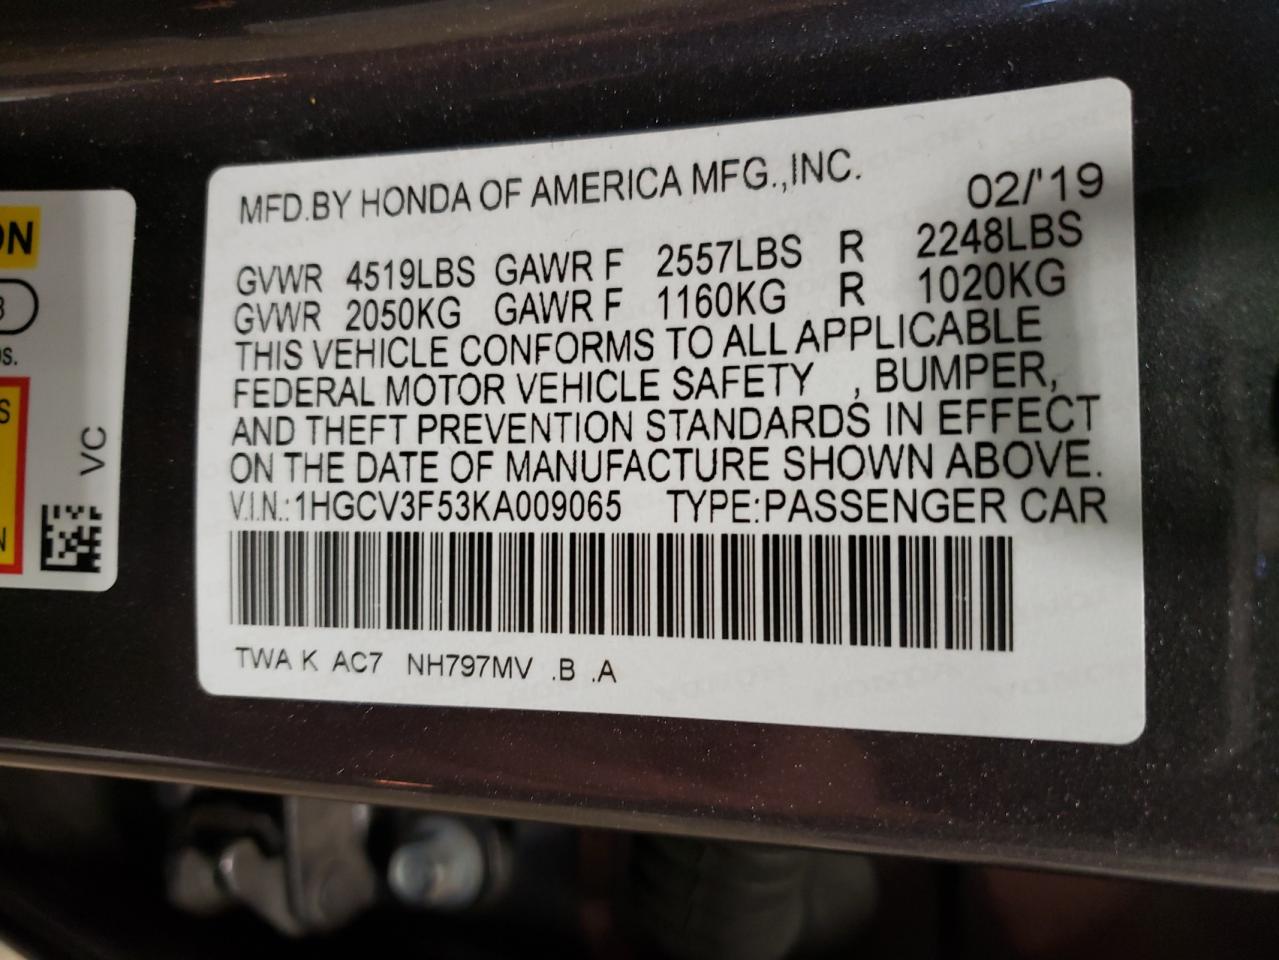 MFD.BY HONDA OF AMERICA MFG.,INC.
02/'19
GVWR 4519LBS GAWR F 2557LBS R 2248LBS
GVWR 2050KG GAWR F 1160KG R 1020KG
THIS VEHICLE CONFORMS TO ALL APPLICABLE
FEDERAL MOTOR VEHICLE SAFETY , BUMPER,
AND THEFT PREVENTION STANDARDS IN EFFECT
ON THE DATE OF MANUFACTURE SHOWN ABOVE.
V.I.N.:1HGCV3F53KA009065 TYPE:PASSENGER CAR
TWA K AC7 NH797MV .B .A
VC